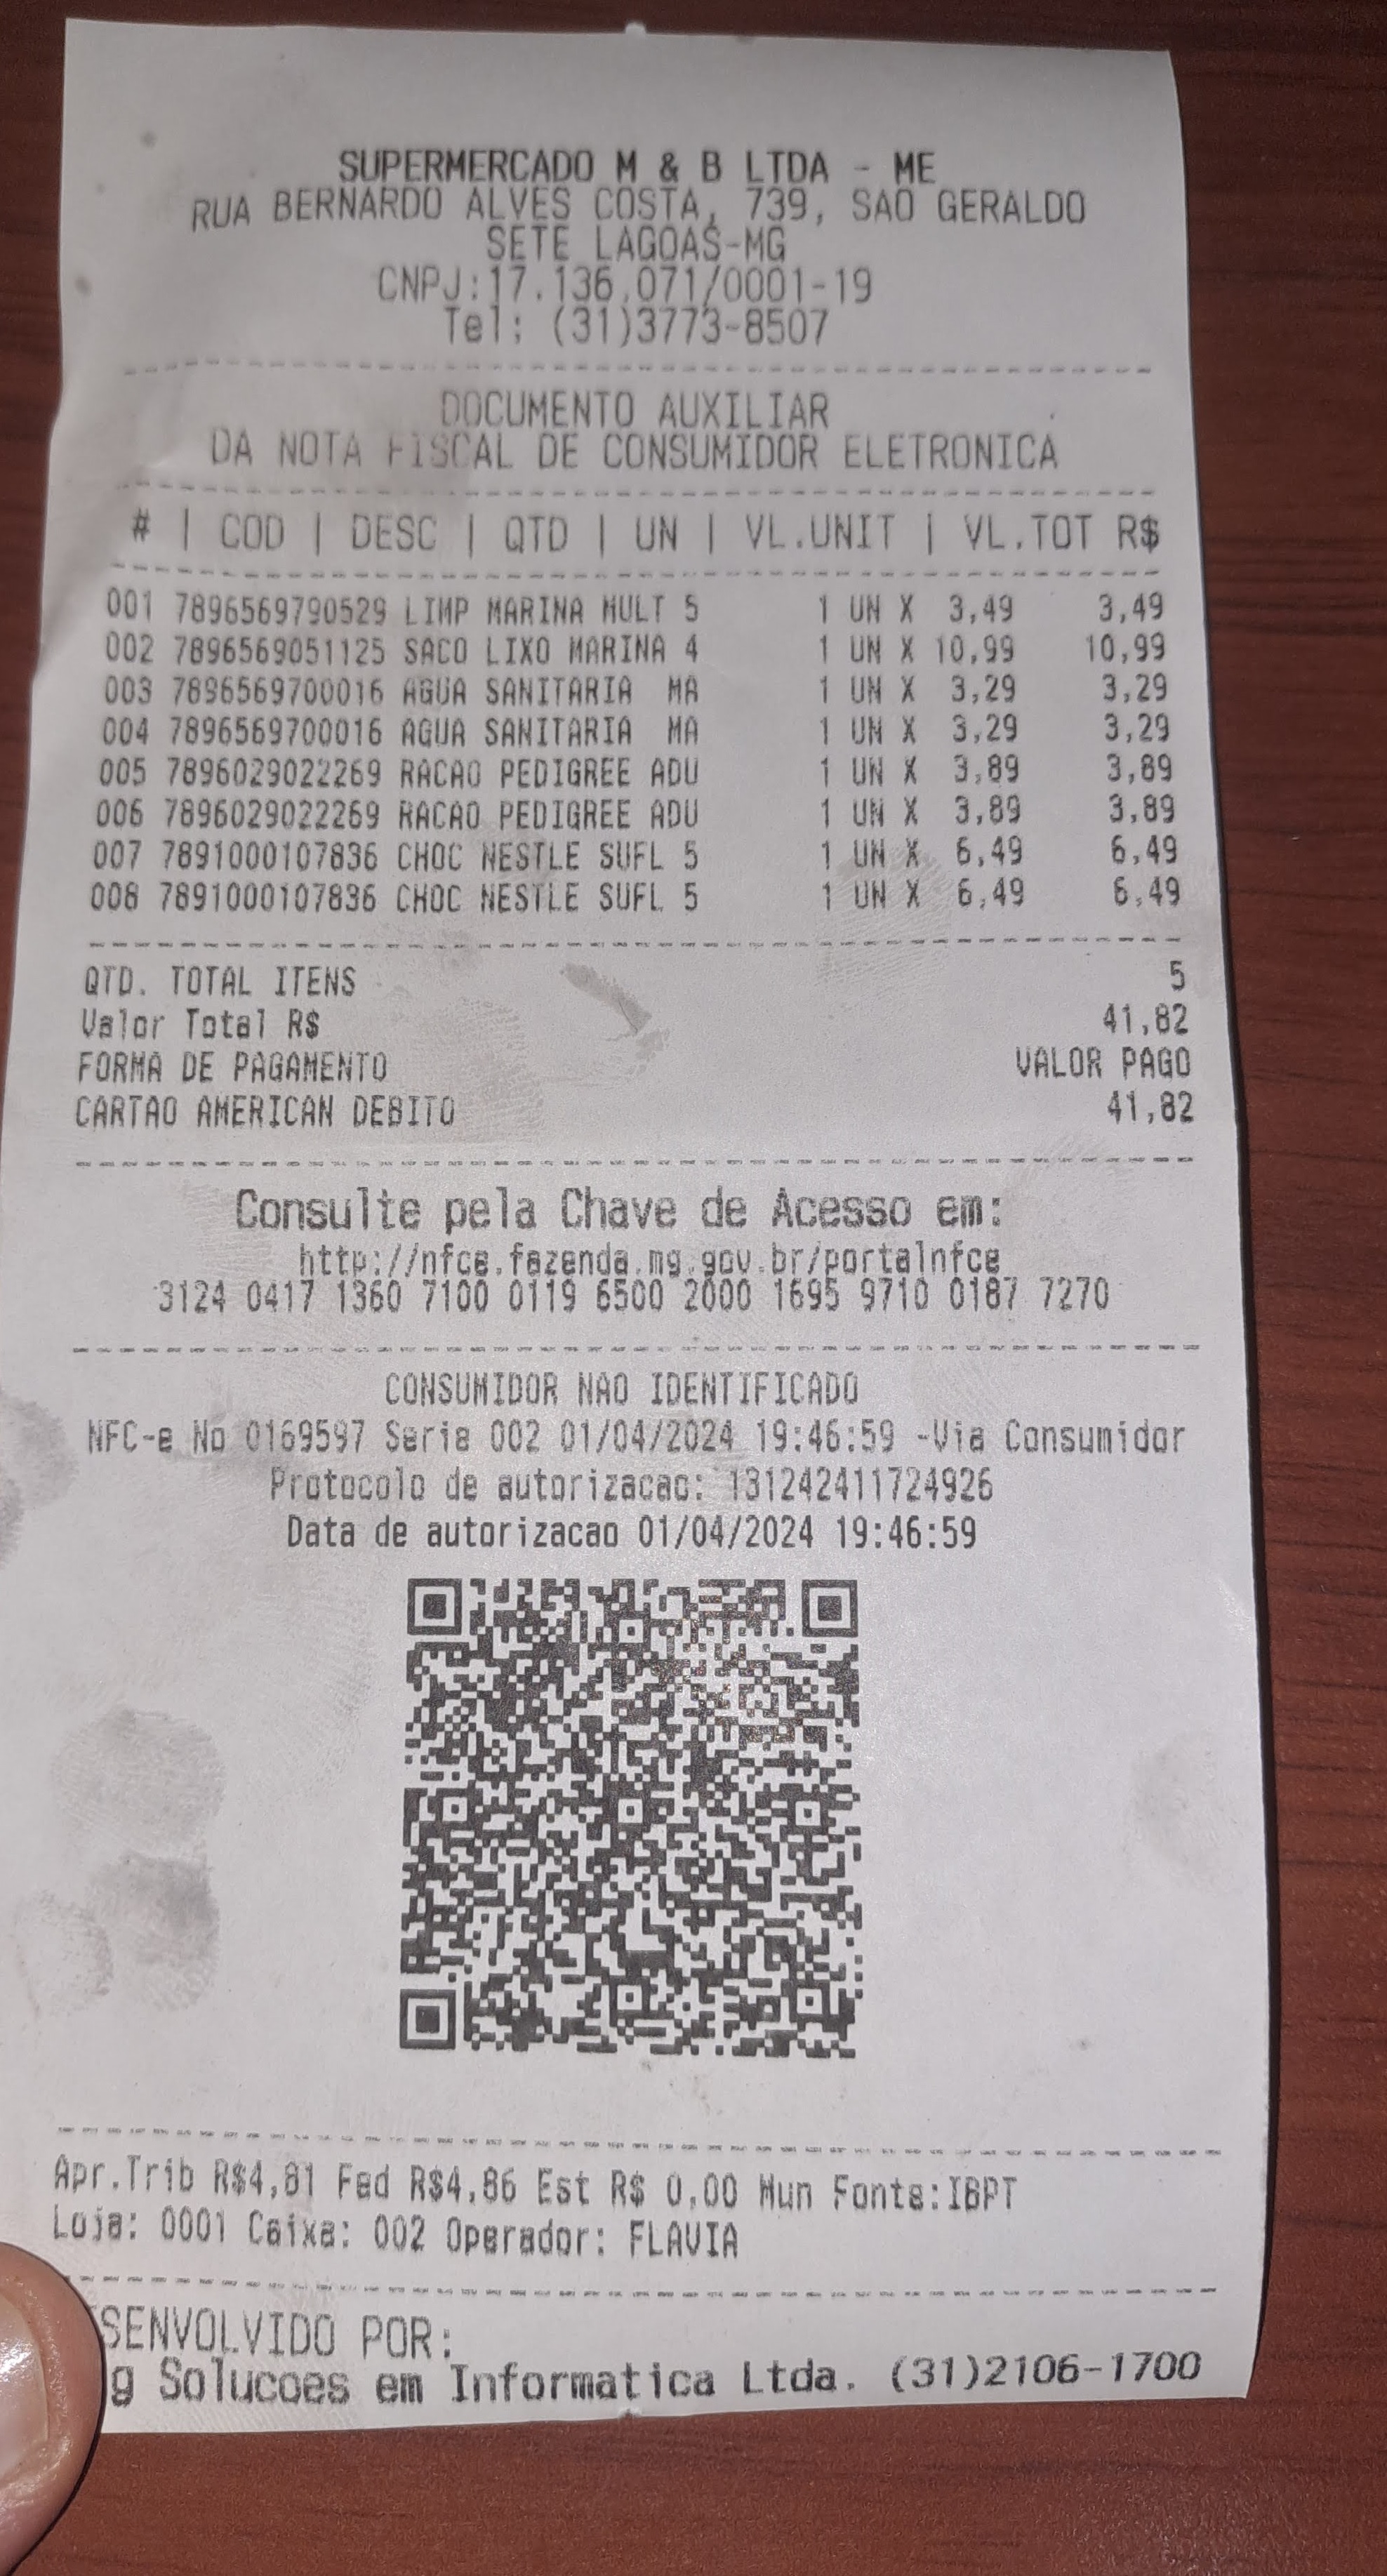 SUPERMERCADO M & B LTDA - ME
RUA BERNARDO ALVES COSTA, 739, SAO GERALDO
SETE LAGOAS-MG
CNPJ:17.136.071/0001-19
Tel: (31)3773-8507
DOCUMENTO AUXILIAR
DA NOTA FISCAL DE CONSUMIDOR ELETRONICA
# | COD | DESC | QTD | UN | VL.UNIT | VL.TOT R$
001 7896569790529 LIMP MARINA MULT 5 1 UN X 3,49 3,49
002 7896569051125 SACO LIXO MARINA 4 1 UN X 10,99 10,99
003 7896569700016 AGUA SANITARIA MA 1 UN X 3,29 3,29
004 7896569700016 AGUA SANITARIA MA 1 UN X 3,29 3,29
005 7896029022269 RACAO PEDIGREE ADU 1 UN X 3,89 3,89
006 7896029022269 RACAO PEDIGREE ADU 1 UN X 3,89 3,89
007 7891000107836 CHOC NESTLE SUFL 5 1 UN X 6,49 6,49
008 7891000107836 CHOC NESTLE SUFL 5 1 UN X 6,49 6,49
QTD. TOTAL ITENS 5
Valor Total R$ 41,82
FORMA DE PAGAMENTO VALOR PAGO
CARTAO AMERICAN DEBITO 41,82
Consulte pela Chave de Acesso em:
http://nfce.fazenda.mg.gov.br/portalnfce
3124 0417 1360 7100 0119 6500 2000 1695 9710 0187 7270
CONSUMIDOR NAO IDENTIFICADO
NFC-e No 0169597 Serie 002 01/04/2024 19:46:59 -Via Consumidor
Protocolo de autorizacao: 131242411724926
Data de autorizacao 01/04/2024 19:46:59
Apr.Trib R$4,81 Fed R$4,86 Est R$ 0,00 Mun Fonte:IBPT
Loja: 0001 Caixa: 002 Operador: FLAVIA
SENVOLVIDO POR:
g Solucoes em Informatica Ltda. (31)2106-1700